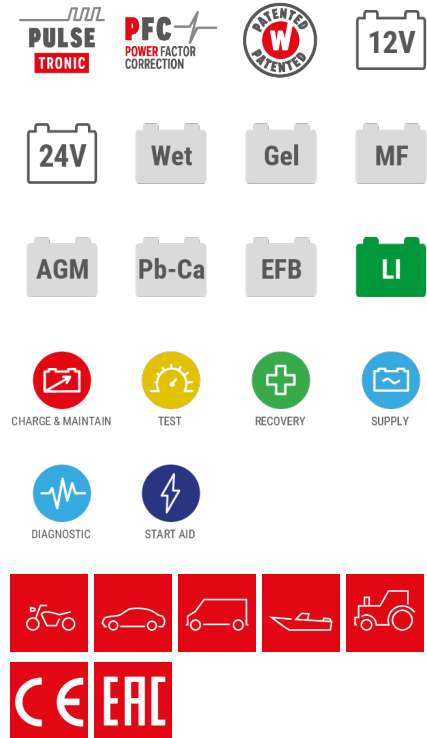 PULSE
TRONIC
PFC
POWER FACTOR
CORRECTION
PATENTED
W
PATENTED
12V
24V
Wet
Gel
MF
AGM
Pb-Ca
EFB
LI
CHARGE & MAINTAIN
TEST
RECOVERY
SUPPLY
DIAGNOSTIC
START AID
CE
EAC